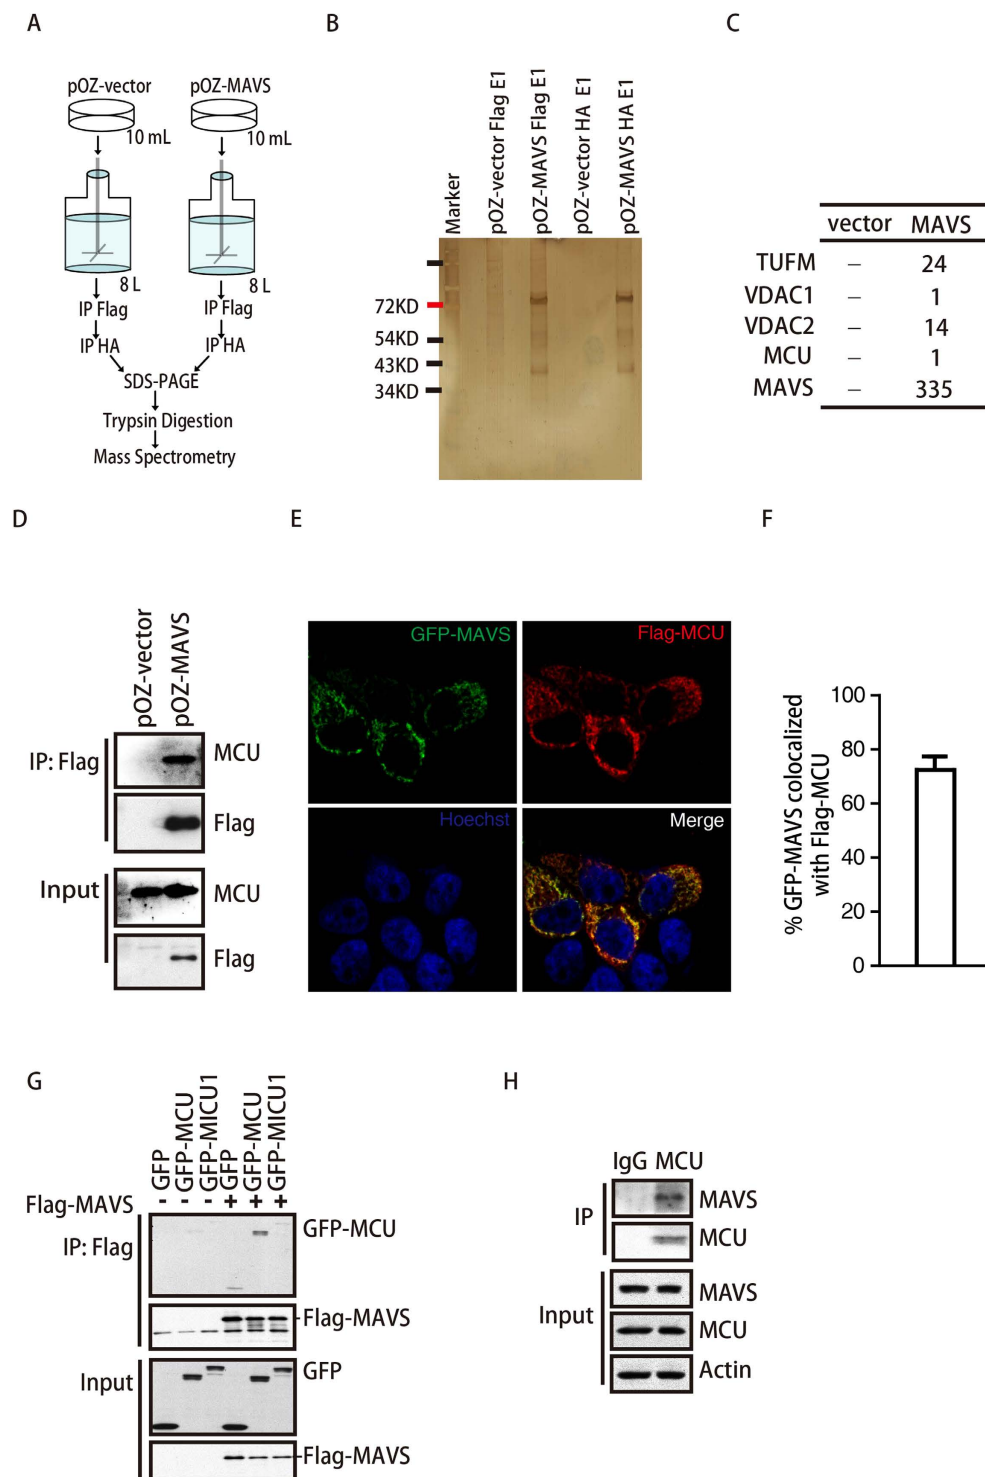 A
pOZ-vector pOZ-MAVS
10 mL 10 mL
8 L 8 L
IP Flag IP Flag
IP HA IP HA
SDS-PAGE
Trypsin Digestion
Mass Spectrometry
B
Marker
pOZ-vector Flag E1
pOZ-MAVS Flag E1
pOZ-vector HA E1
pOZ-MAVS HA E1
72KD
54KD
43KD
34KD
C
vector MAVS
TUFM – 24
VDAC1 – 1
VDAC2 – 14
MCU – 1
MAVS – 335
D
pOZ-vector
pOZ-MAVS
IP: Flag
MCU
Flag
Input
MCU
Flag
E
GFP-MAVS Flag-MCU
Hoechst Merge
F
% GFP-MAVS colocalized
with Flag-MCU
100
80
60
40
20
0
G
GFP
GFP-MCU
GFP-MICU1
GFP
GFP-MCU
GFP-MICU1
Flag-MAVS - - - + + +
IP: Flag
GFP-MCU
Flag-MAVS
Input
GFP
Flag-MAVS
H
IgG MCU
IP
MAVS
MCU
Input
MAVS
MCU
Actin